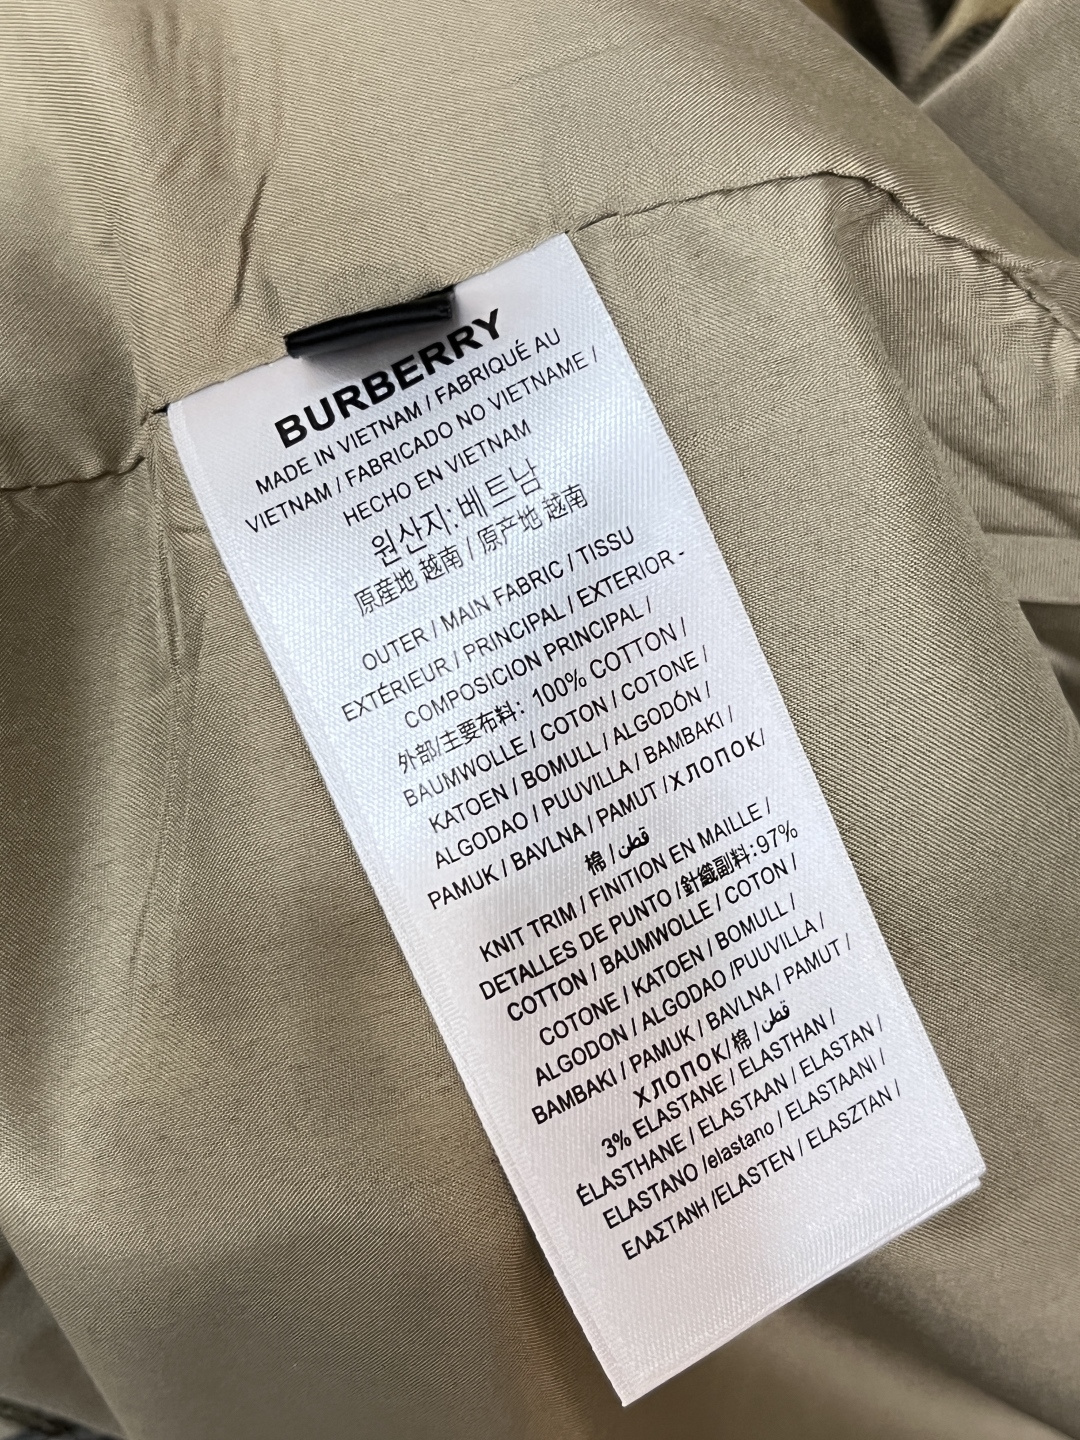 BURBERRY
MADE IN VIETNAM / FABRIQUÉ AU
VIETNAM / FABRICADO NO VIETNAME /
HECHO EN VIETNAM
원산지:베트남
原産地 越南 / 原产地 越南
OUTER / MAIN FABRIC / TISSU
EXTÉRIEUR / PRINCIPAL / EXTERIOR -
COMPOSICION PRINCIPAL /
外部/主要布料: 100% COTTON /
BAUMWOLLE / COTON / COTONE /
KATOEN / BOMULL / ALGODÓN /
ALGODAO / PUUVILLA / BAMBAKI /
PAMUK / BAVLNA / PAMUT /ХЛОПОК/
棉 / قطن
KNIT TRIM / FINITION EN MAILLE /
DETALLES DE PUNTO /針織副料:97%
COTTON / BAUMWOLLE / COTON /
COTONE / KATOEN / BOMULL /
ALGODON / ALGODAO /PUUVILLA /
BAMBAKI / PAMUK / BAVLNA / PAMUT /
ХЛОПОК/棉 / قطن
3% ELASTANE / ELASTHAN /
ÉLASTHANE / ELASTAAN / ELASTAN /
ELASTANO /elastano / ELASTAANI /
ΕΛΑΣΤΑΝΗ /ELASTEN / ELASZTAN /